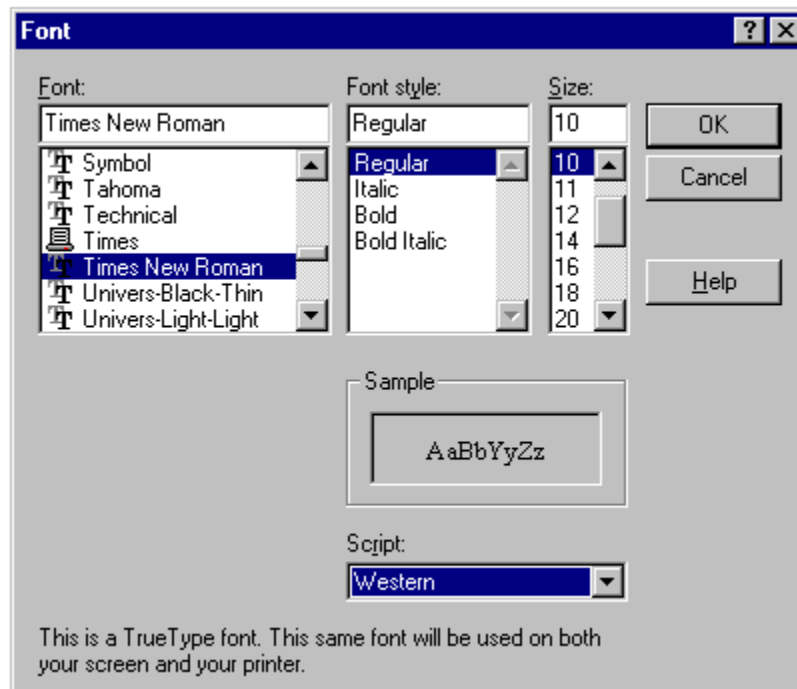 Font
Font:
Times New Roman
Symbol
Tahoma
Technical
Times
Times New Roman
Univers-Black-Thin
Univers-Light-Light
Font style:
Regular
Regular
Italic
Bold
Bold Italic
Size:
10
10
11
12
14
16
18
20
OK
Cancel
Help
Sample
AaBbYyZz
Script:
Western
This is a TrueType font. This same font will be used on both
your screen and your printer.